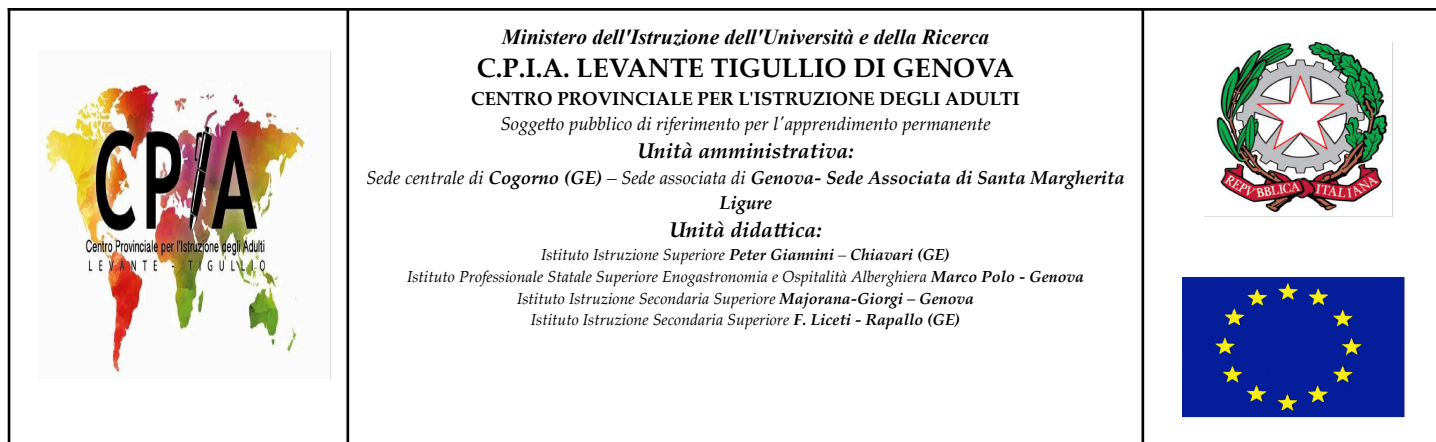 CPIA
Centro Provinciale per l'Istruzione degli Adulti
LEVANTE - TIGULLIO
Ministero dell'Istruzione dell'Università e della Ricerca
C.P.I.A. LEVANTE TIGULLIO DI GENOVA
CENTRO PROVINCIALE PER L'ISTRUZIONE DEGLI ADULTI
Soggetto pubblico di riferimento per l'apprendimento permanente
Unità amministrativa:
Sede centrale di Cogorno (GE) – Sede associata di Genova- Sede Associata di Santa Margherita
Ligure
Unità didattica:
Istituto Istruzione Superiore Peter Giannini – Chiavari (GE)
Istituto Professionale Statale Superiore Enogastronomia e Ospitalità Alberghiera Marco Polo - Genova
Istituto Istruzione Secondaria Superiore Majorana-Giorgi – Genova
Istituto Istruzione Secondaria Superiore F. Liceti - Rapallo (GE)
REPVBBLICA ITALIANA